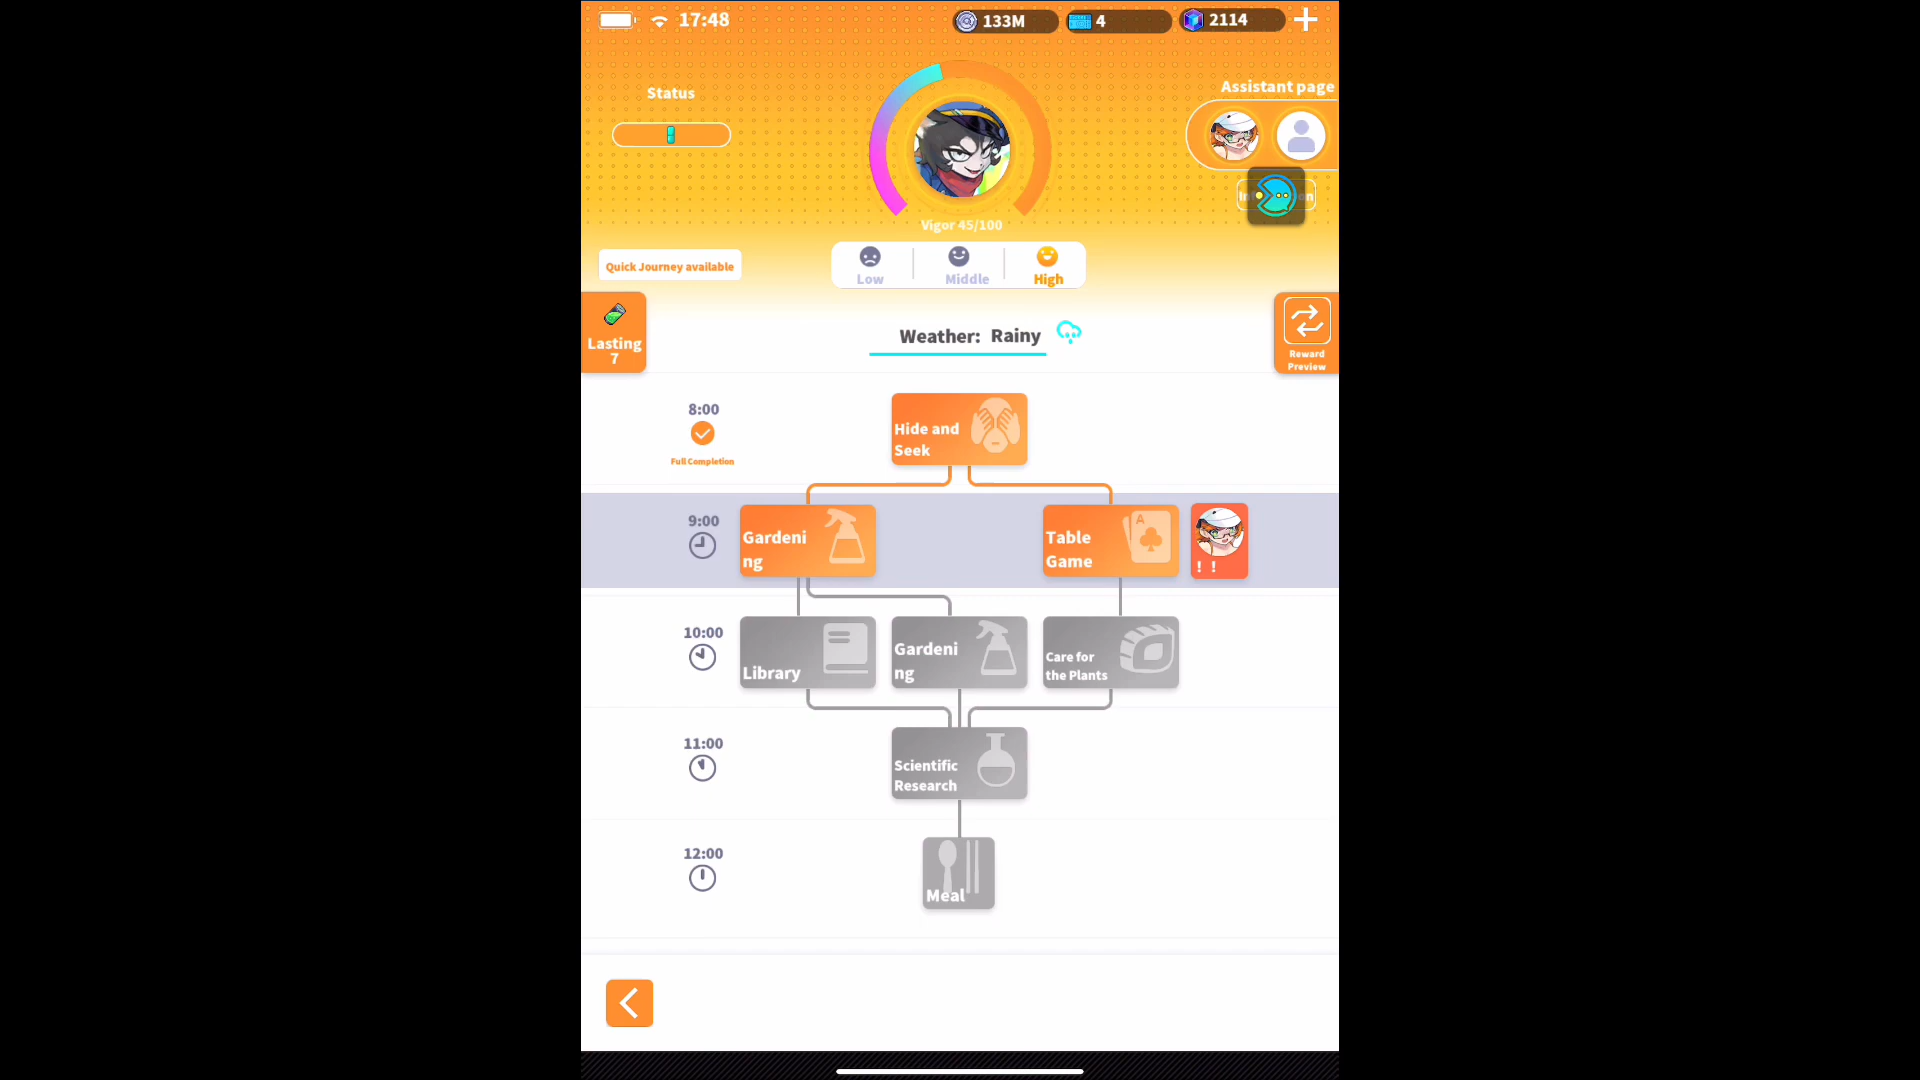 17:48
133M
4
2114
Status
Assistant page
Vigor 45/100
Quick Journey available
Low
Middle
High
Lasting
7
Weather: Rainy
Reward
Preview
8:00
Full Completion
Hide and
Seek
9:00
Gardeni
ng
A
Table
Game
! !
10:00
Library
Gardeni
ng
Care for
the Plants
11:00
Scientific
Research
12:00
Meal